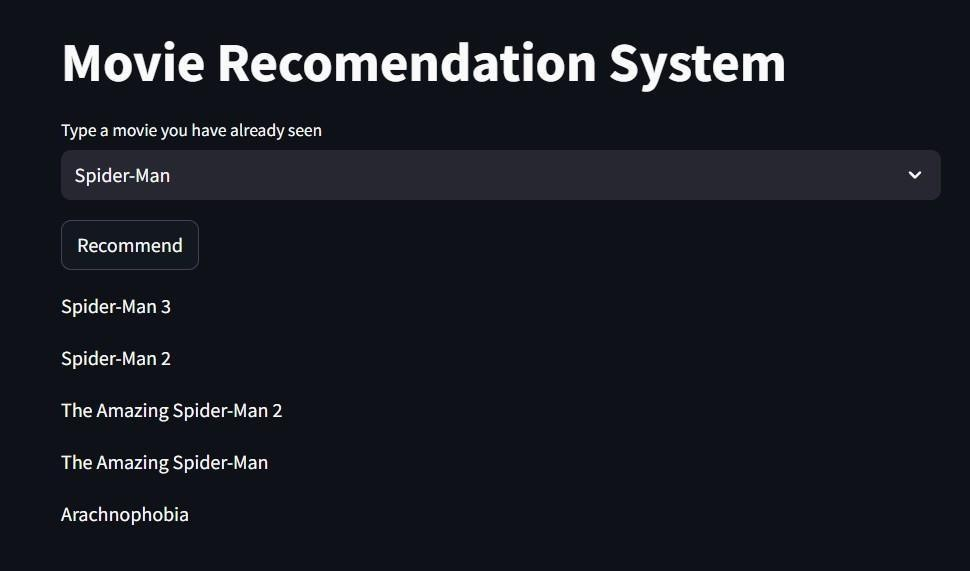 Movie Recomendation System
Type a movie you have already seen
Spider-Man
Recommend
Spider-Man 3
Spider-Man 2
The Amazing Spider-Man 2
The Amazing Spider-Man
Arachnophobia